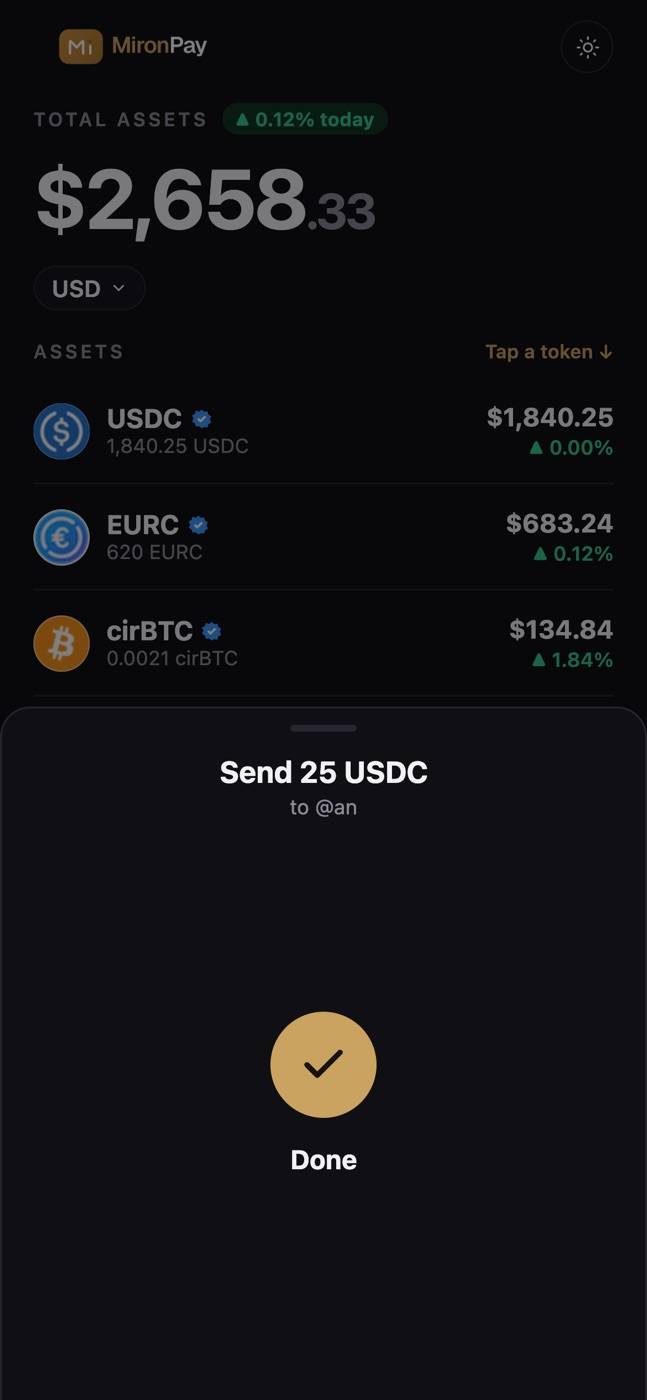 Mi MironPay
TOTAL ASSETS ▲ 0.12% today
$2,658.33
USD
ASSETS Tap a token ↓
USDC $1,840.25
1,840.25 USDC ▲ 0.00%
EURC $683.24
620 EURC ▲ 0.12%
cirBTC $134.84
0.0021 cirBTC ▲ 1.84%
Send 25 USDC
to @an
Done